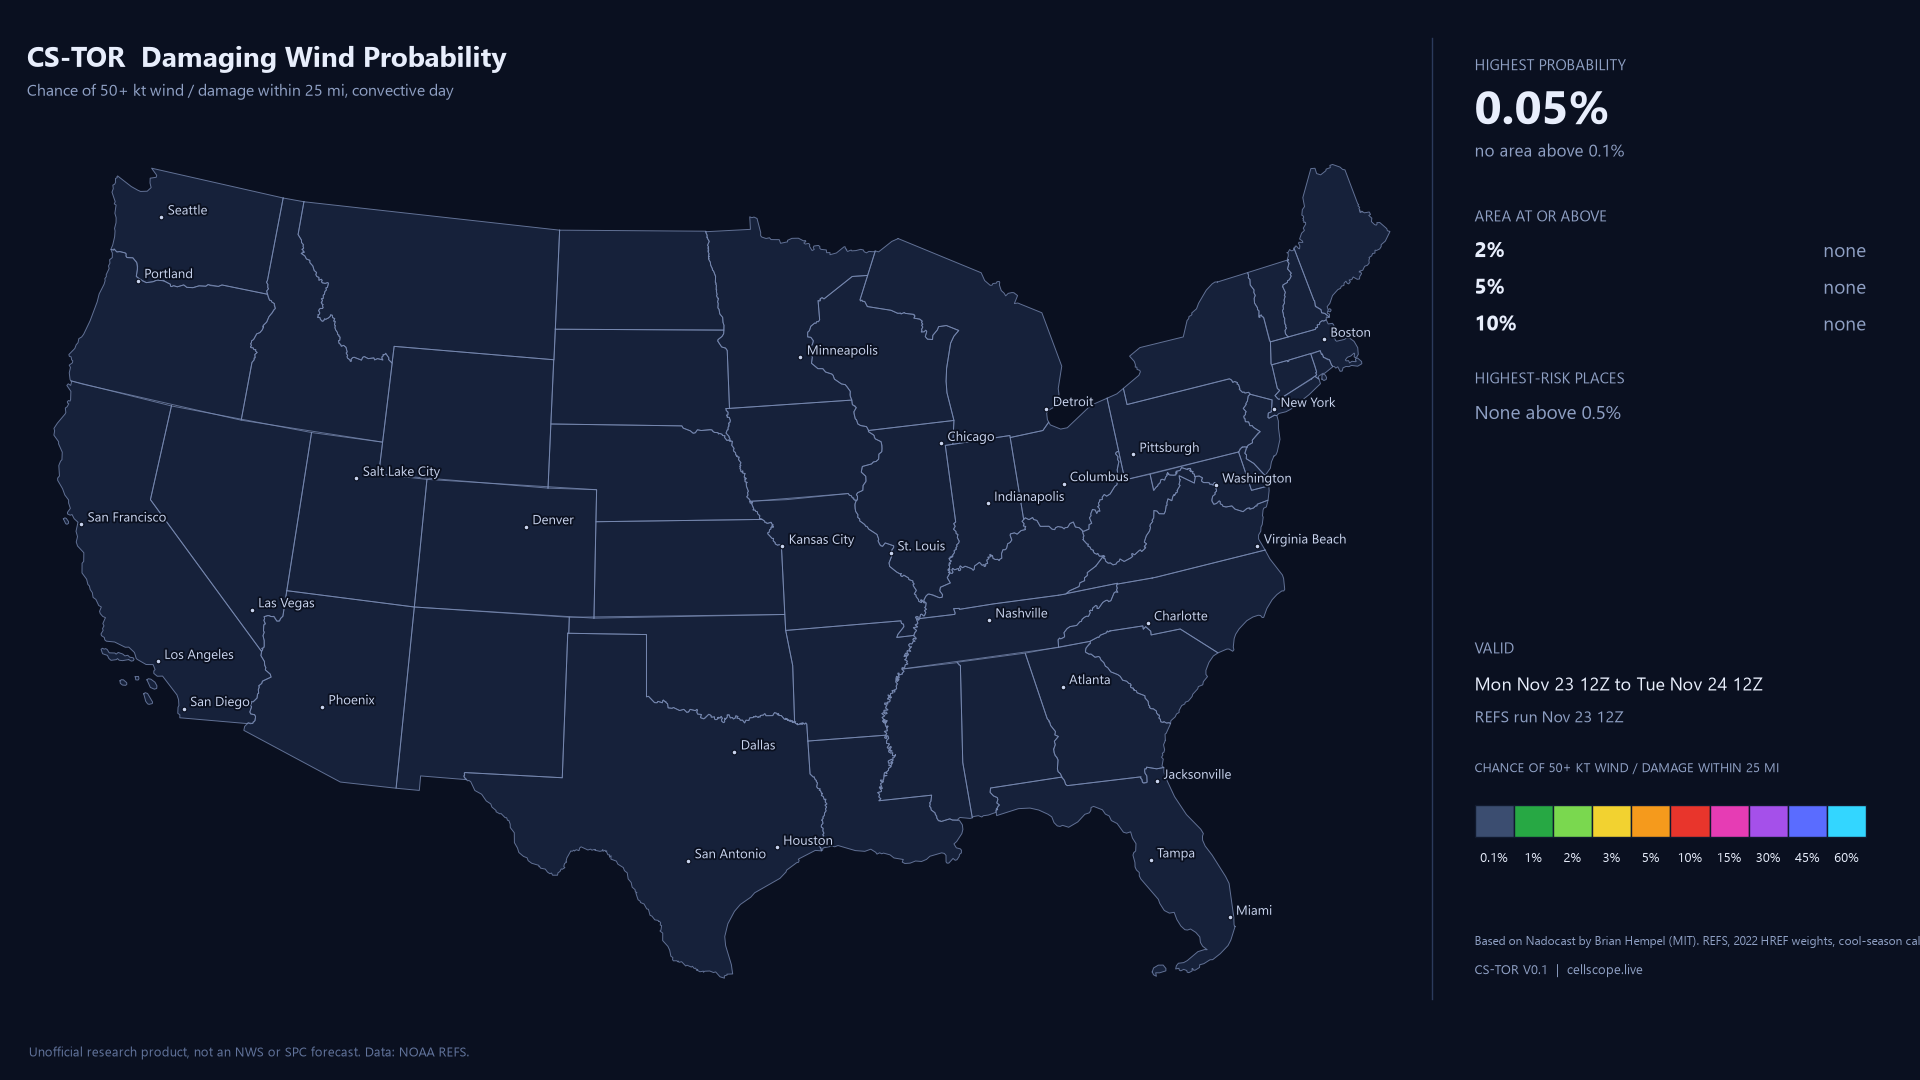 CS-TOR  Damaging Wind Probability
Chance of 50+ kt wind / damage within 25 mi, convective day
Seattle
Portland
Minneapolis
Boston
Detroit
New York
Chicago
Pittsburgh
Salt Lake City
Columbus
Washington
Indianapolis
San Francisco
Denver
Kansas City
St. Louis
Virginia Beach
Las Vegas
Nashville
Charlotte
Los Angeles
Atlanta
San Diego
Phoenix
Dallas
Jacksonville
Houston
San Antonio
Tampa
Miami
HIGHEST PROBABILITY
0.05%
no area above 0.1%
AREA AT OR ABOVE
2% none
5% none
10% none
HIGHEST-RISK PLACES
None above 0.5%
VALID
Mon Nov 23 12Z to Tue Nov 24 12Z
REFS run Nov 23 12Z
CHANCE OF 50+ KT WIND / DAMAGE WITHIN 25 MI
0.1% 1% 2% 3% 5% 10% 15% 30% 45% 60%
Based on Nadocast by Brian Hempel (MIT). REFS, 2022 HREF weights, cool-season cal
CS-TOR V0.1 | cellscope.live
Unofficial research product, not an NWS or SPC forecast. Data: NOAA REFS.